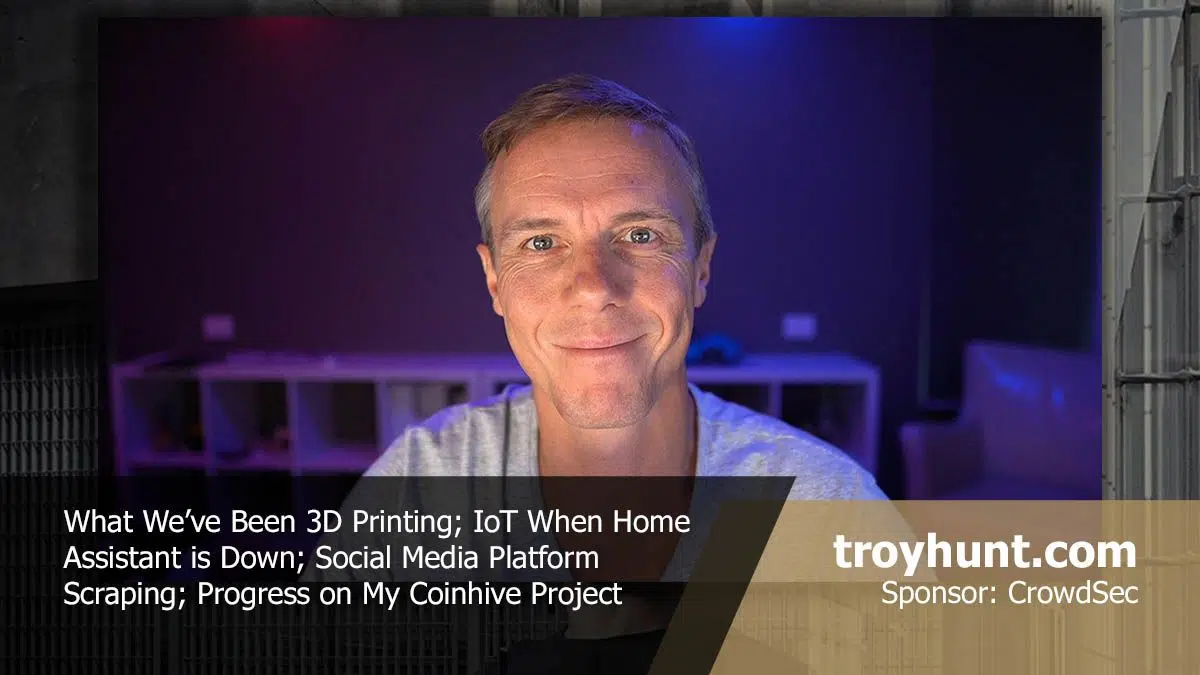 What We’ve Been 3D Printing; IoT When Home
Assistant is Down; Social Media Platform
Scraping; Progress on My Coinhive Project
troyhunt.com
Sponsor: CrowdSec